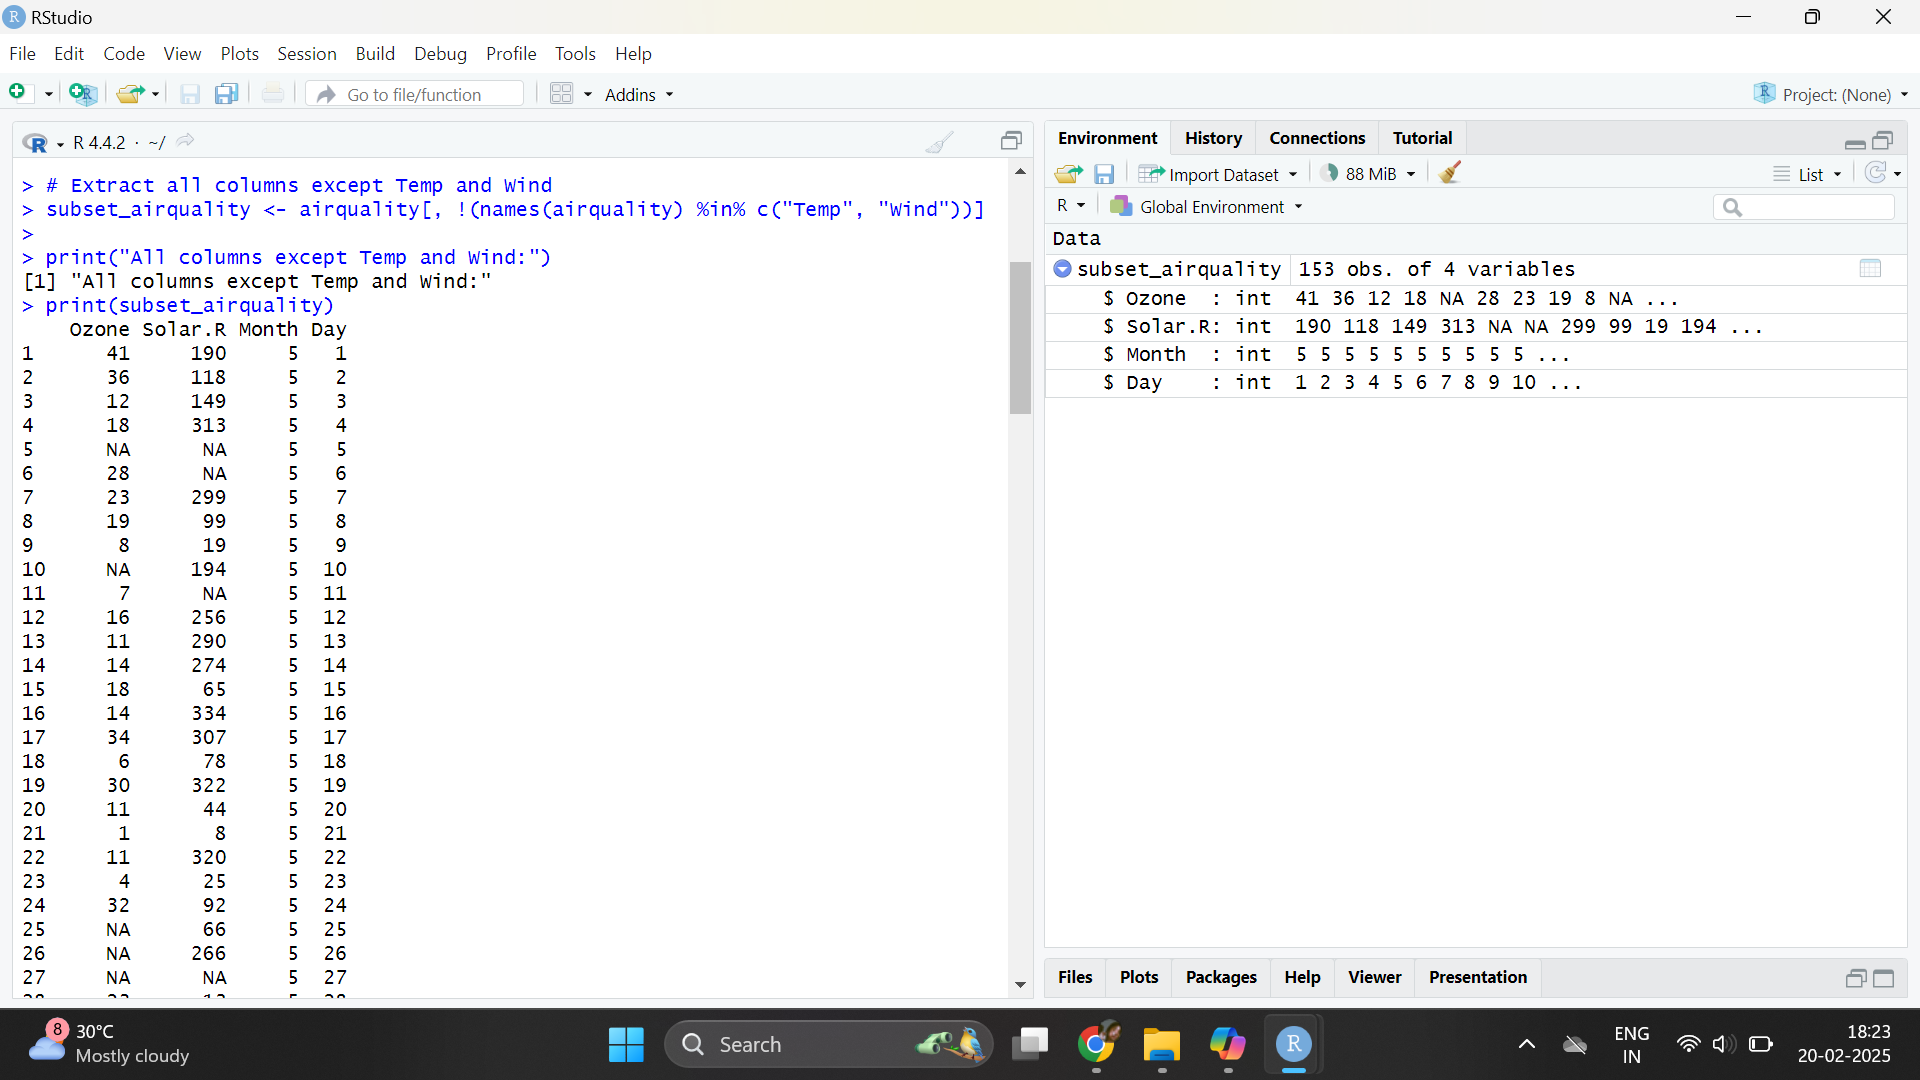 RStudio
File Edit Code View Plots Session Build Debug Profile Tools Help
Go to file/function Addins Project: (None)
R 4.4.2 · ~/
> # Extract all columns except Temp and Wind
> subset_airquality <- airquality[, !(names(airquality) %in% c("Temp", "Wind"))]
>
> print("All columns except Temp and Wind:")
[1] "All columns except Temp and Wind:"
> print(subset_airquality)
Ozone Solar.R Month Day
1 41 190 5 1
2 36 118 5 2
3 12 149 5 3
4 18 313 5 4
5 NA NA 5 5
6 28 NA 5 6
7 23 299 5 7
8 19 99 5 8
9 8 19 5 9
10 NA 194 5 10
11 7 NA 5 11
12 16 256 5 12
13 11 290 5 13
14 14 274 5 14
15 18 65 5 15
16 14 334 5 16
17 34 307 5 17
18 6 78 5 18
19 30 322 5 19
20 11 44 5 20
21 1 8 5 21
22 11 320 5 22
23 4 25 5 23
24 32 92 5 24
25 NA 66 5 25
26 NA 266 5 26
27 NA NA 5 27
Environment History Connections Tutorial
Import Dataset 88 MiB List
R Global Environment
Data
subset_airquality 153 obs. of 4 variables
$ Ozone : int 41 36 12 18 NA 28 23 19 8 NA ...
$ Solar.R: int 190 118 149 313 NA NA 299 99 19 194 ...
$ Month : int 5 5 5 5 5 5 5 5 5 5 ...
$ Day : int 1 2 3 4 5 6 7 8 9 10 ...
Files Plots Packages Help Viewer Presentation
8 30°C
Mostly cloudy
Search
ENG
IN
18:23
20-02-2025